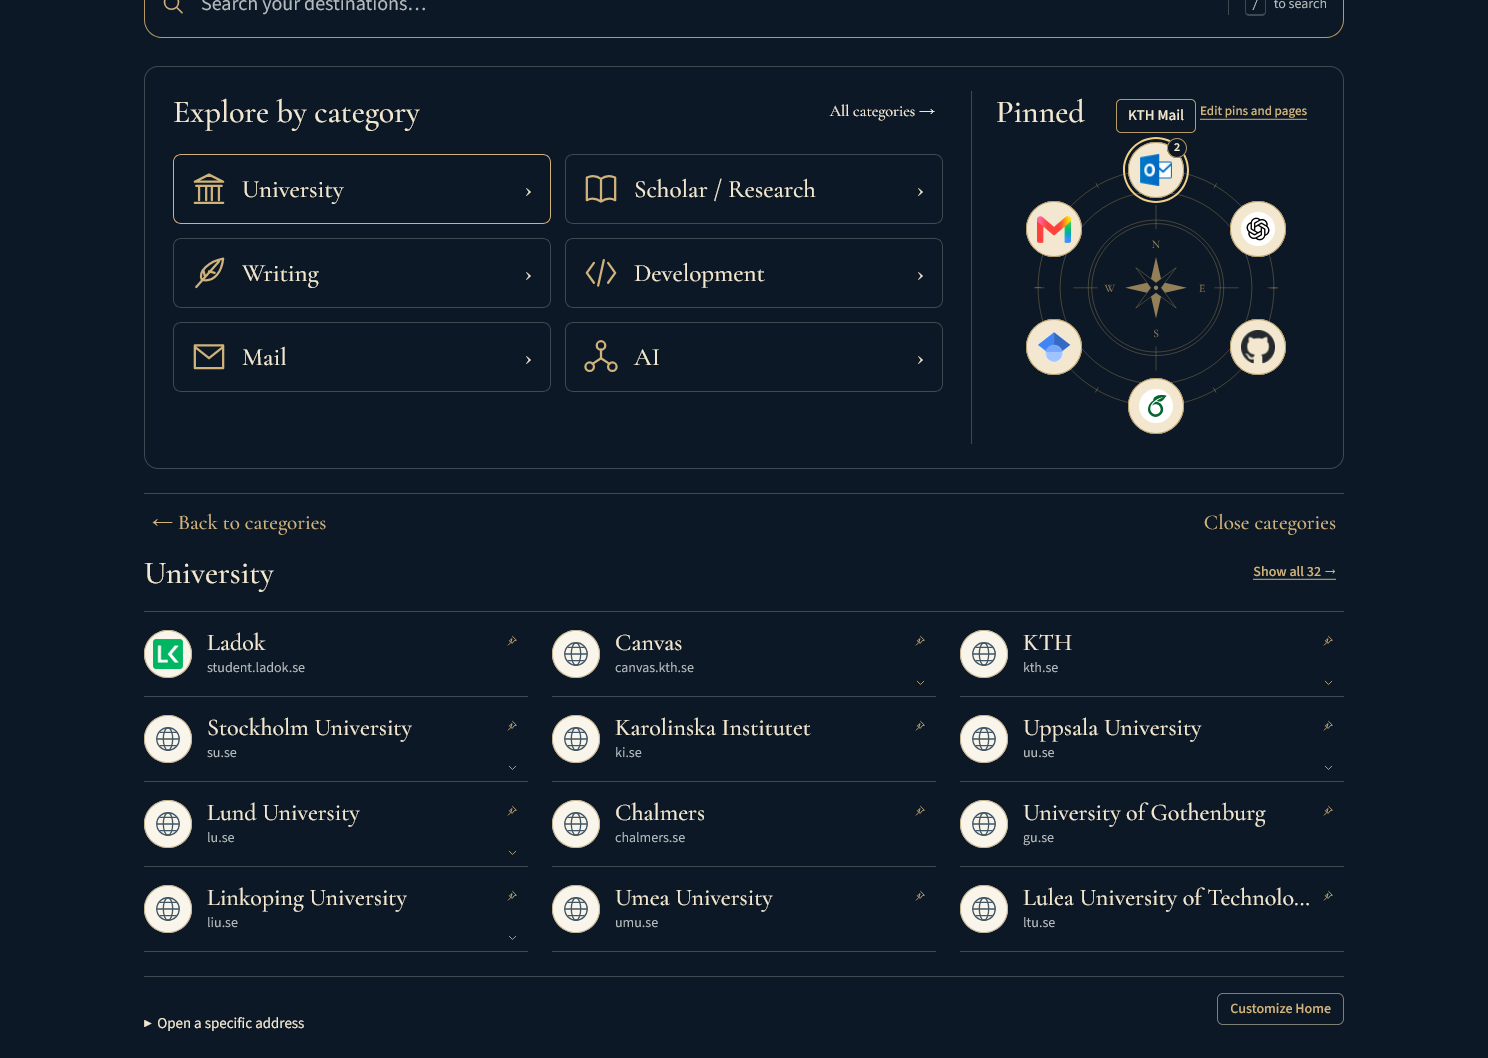 Search your destinations...
/ to search
Explore by category
All categories →
University ›
Scholar / Research ›
Writing ›
Development ›
Mail ›
AI ›
Pinned
KTH Mail
Edit pins and pages
2
N
W E
S
← Back to categories
Close categories
University
Show all 32 →
Ladok
student.ladok.se
Canvas
canvas.kth.se
KTH
kth.se
Stockholm University
su.se
Karolinska Institutet
ki.se
Uppsala University
uu.se
Lund University
lu.se
Chalmers
chalmers.se
University of Gothenburg
gu.se
Linkoping University
liu.se
Umea University
umu.se
Lulea University of Technolo...
ltu.se
▸ Open a specific address
Customize Home